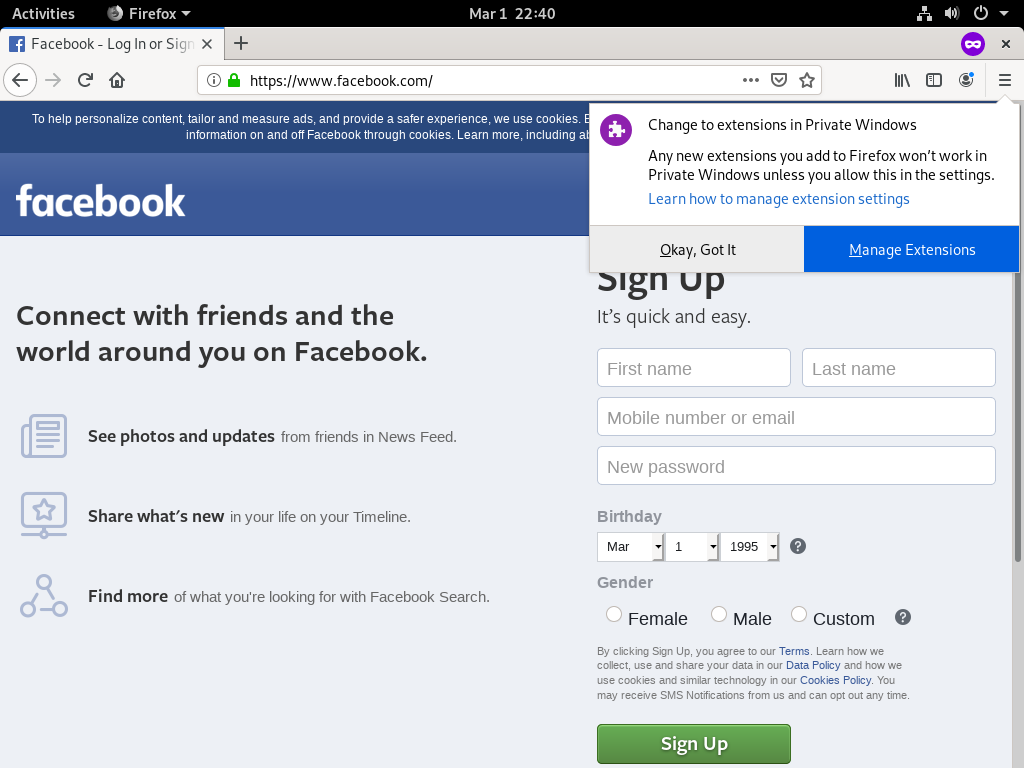 Activities
Firefox
Mar 1 22:40
Facebook - Log In or Sign
https://www.facebook.com/
To help personalize content, tailor and measure ads, and provide a safer experience, we use cookies.
information on and off Facebook through cookies. Learn more, including
facebook
Change to extensions in Private Windows
Any new extensions you add to Firefox won’t work in
Private Windows unless you allow this in the settings.
Learn how to manage extension settings
Okay, Got It
Manage Extensions
Connect with friends and the
world around you on Facebook.
See photos and updates from friends in News Feed.
Share what's new in your life on your Timeline.
Find more of what you're looking for with Facebook Search.
Sign Up
It’s quick and easy.
First name
Last name
Mobile number or email
New password
Birthday
Mar 1 1995
Gender
Female Male Custom
By clicking Sign Up, you agree to our Terms. Learn how we
collect, use and share your data in our Data Policy and how we
use cookies and similar technology in our Cookies Policy. You
may receive SMS Notifications from us and can opt out any time.
Sign Up